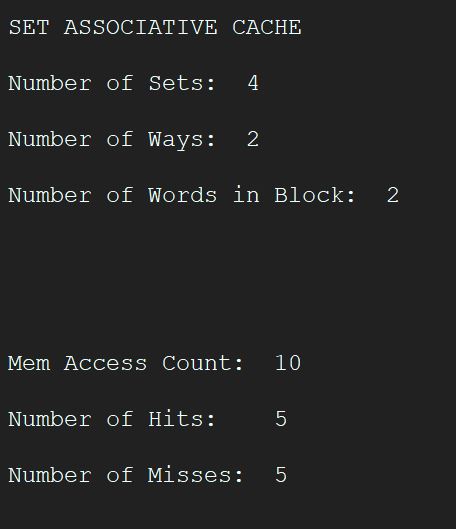 SET ASSOCIATIVE CACHE
Number of Sets:  4
Number of Ways:  2
Number of Words in Block:  2
Mem Access Count:  10
Number of Hits:    5
Number of Misses:  5